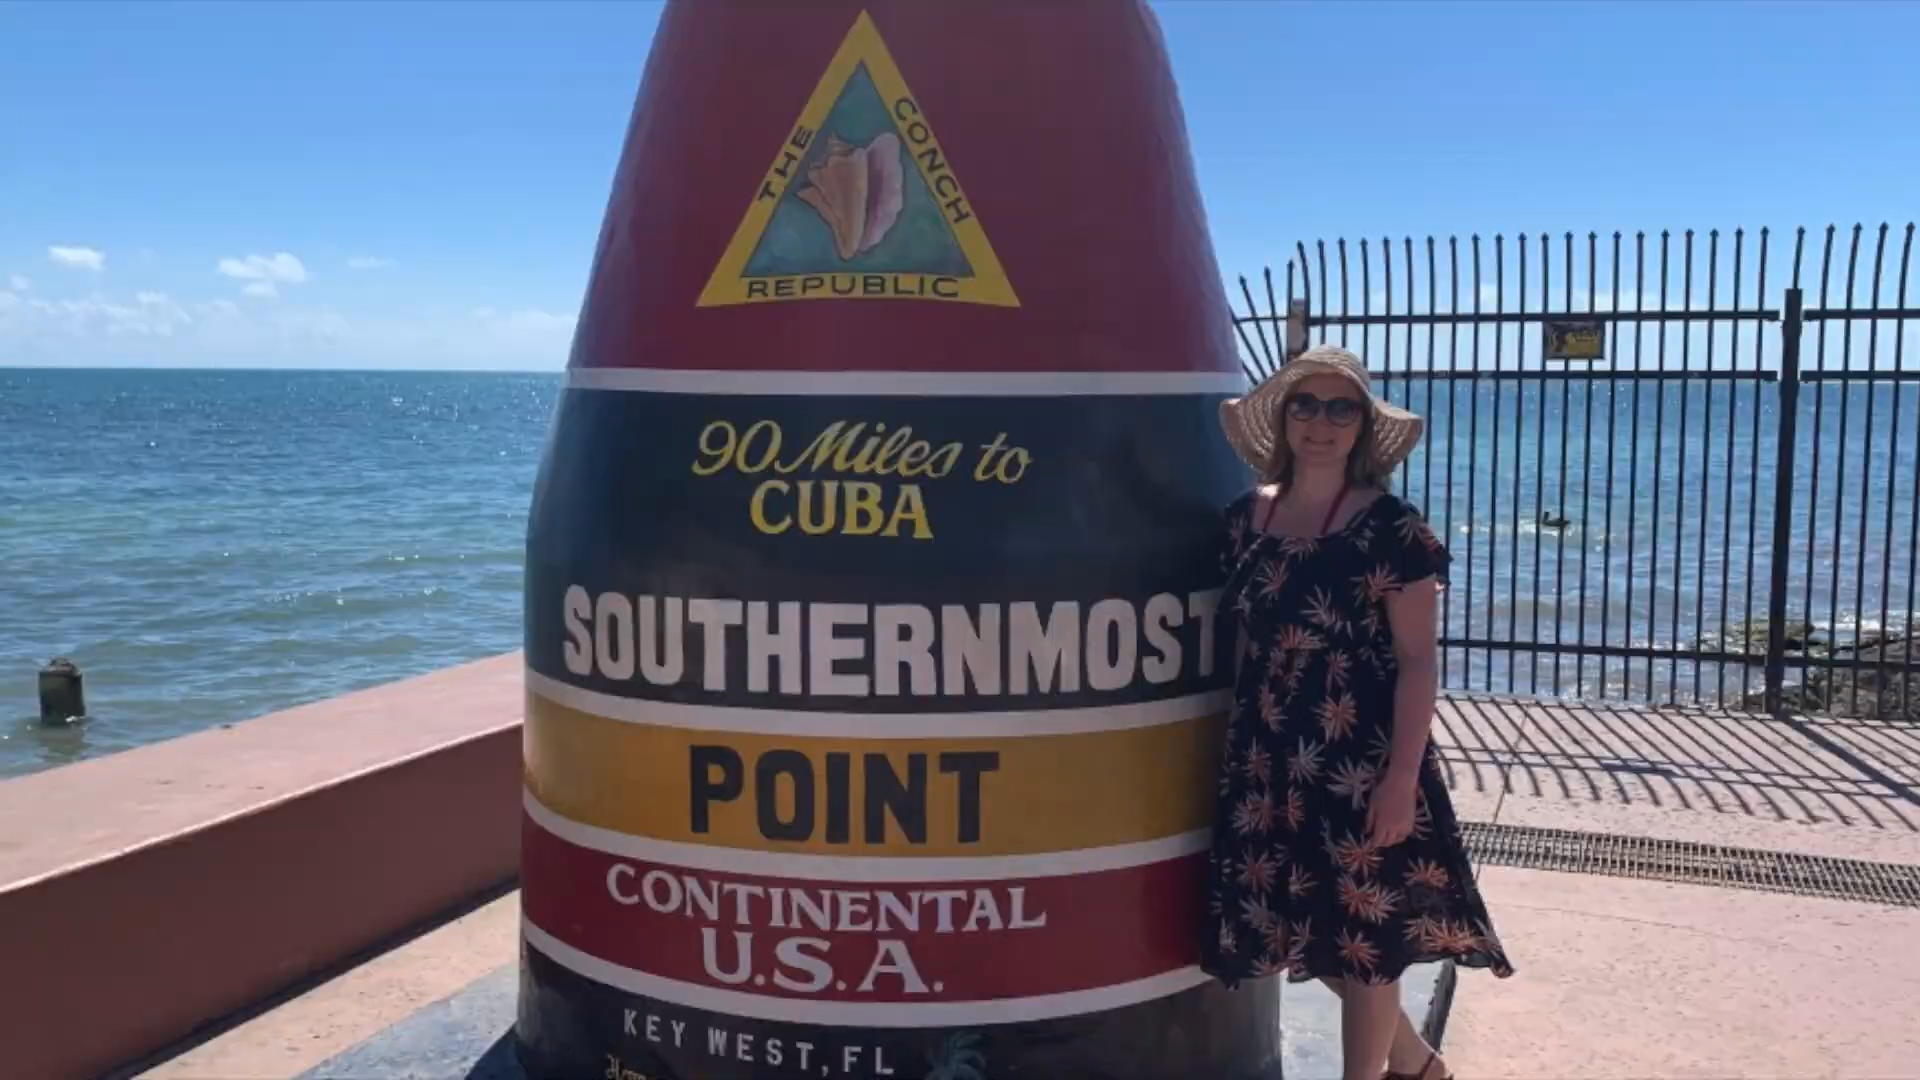 THE CONCH
REPUBLIC
90 Miles to
CUBA
SOUTHERNMOST
POINT
CONTINENTAL
U.S.A.
KEY WEST, FL